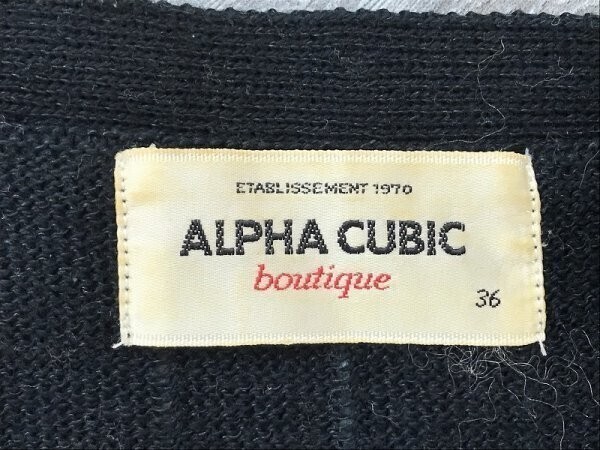 ETABLISSEMENT 1970
ALPHA CUBIC
boutique
36